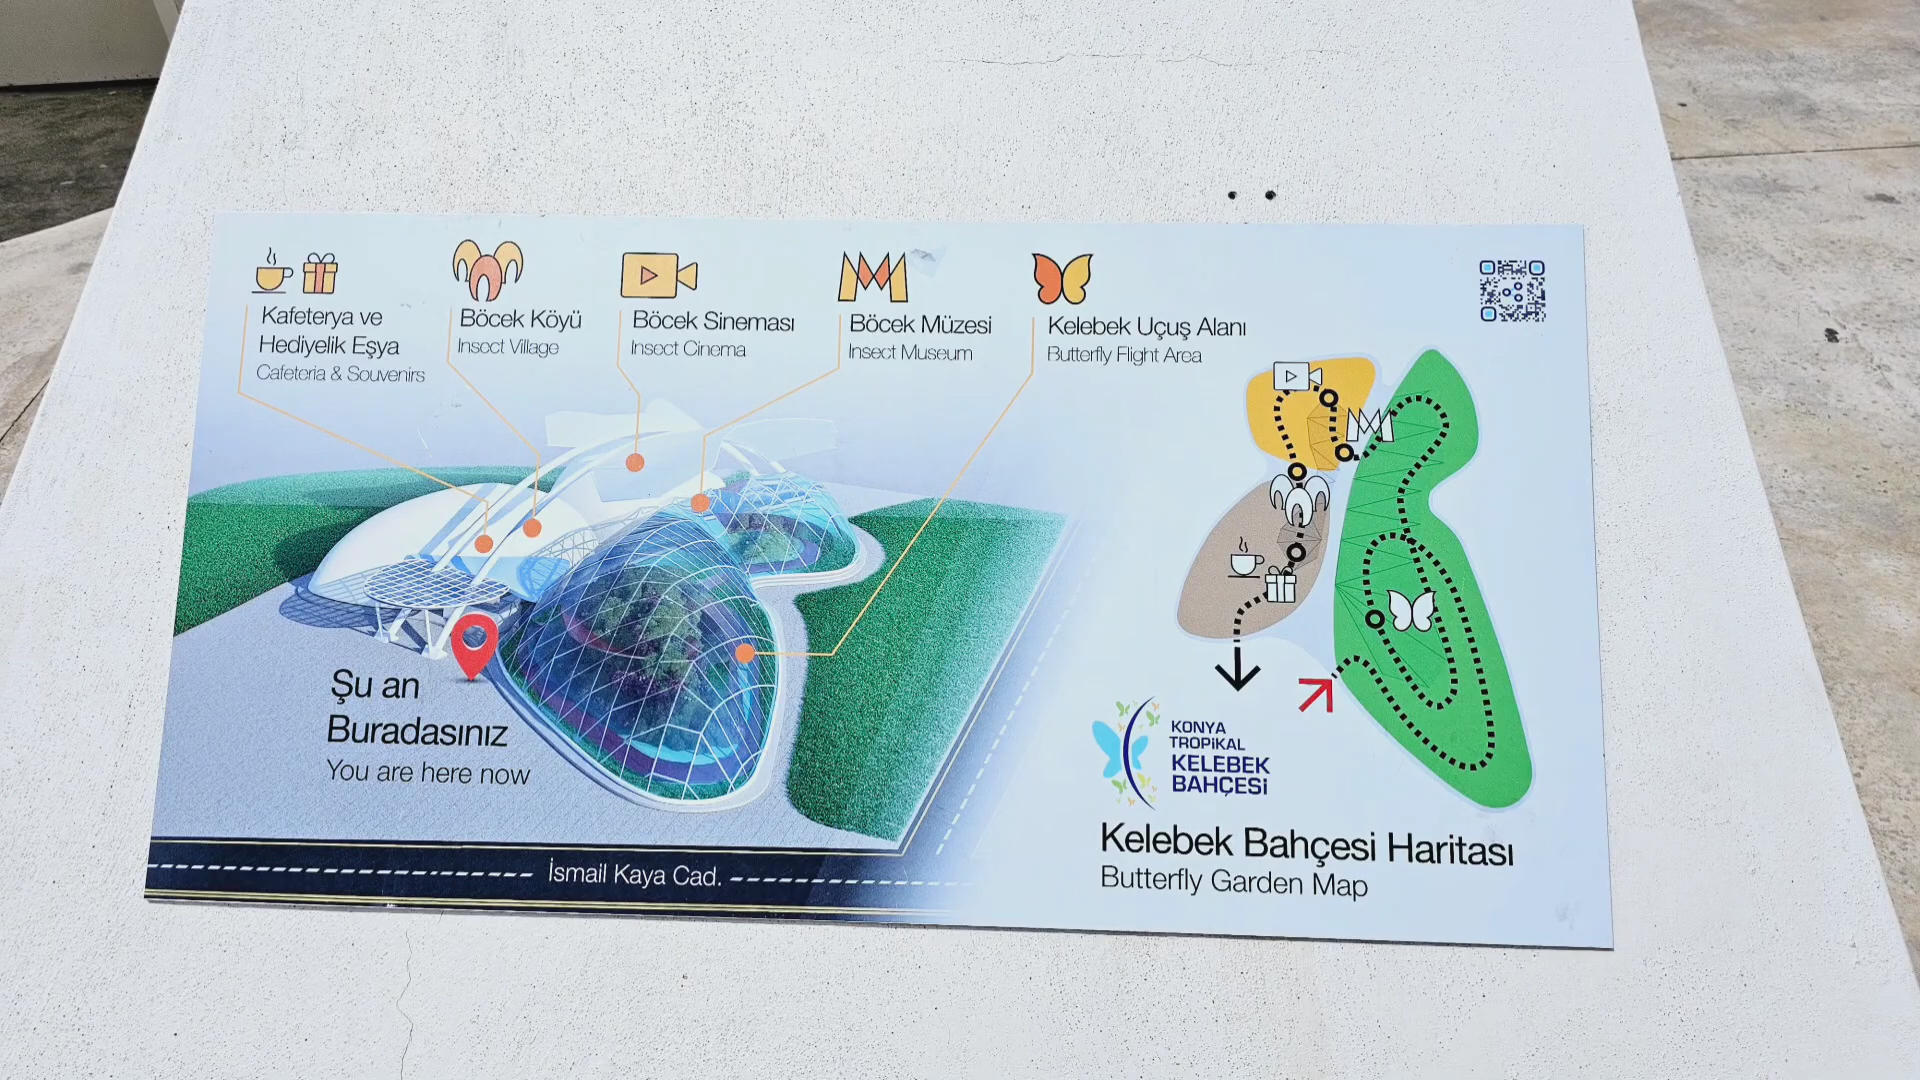 Kafeterya ve
Hediyelik Eşya
Cafeteria & Souvenirs
Böcek Köyü
Insect Village
Böcek Sineması
Insect Cinema
Böcek Müzesi
Insect Museum
Kelebek Uçuş Alanı
Butterfly Flight Area
Şu an
Buradasınız
You are here now
İsmail Kaya Cad.
KONYA
TROPİKAL
KELEBEK
BAHÇESİ
Kelebek Bahçesi Haritası
Butterfly Garden Map